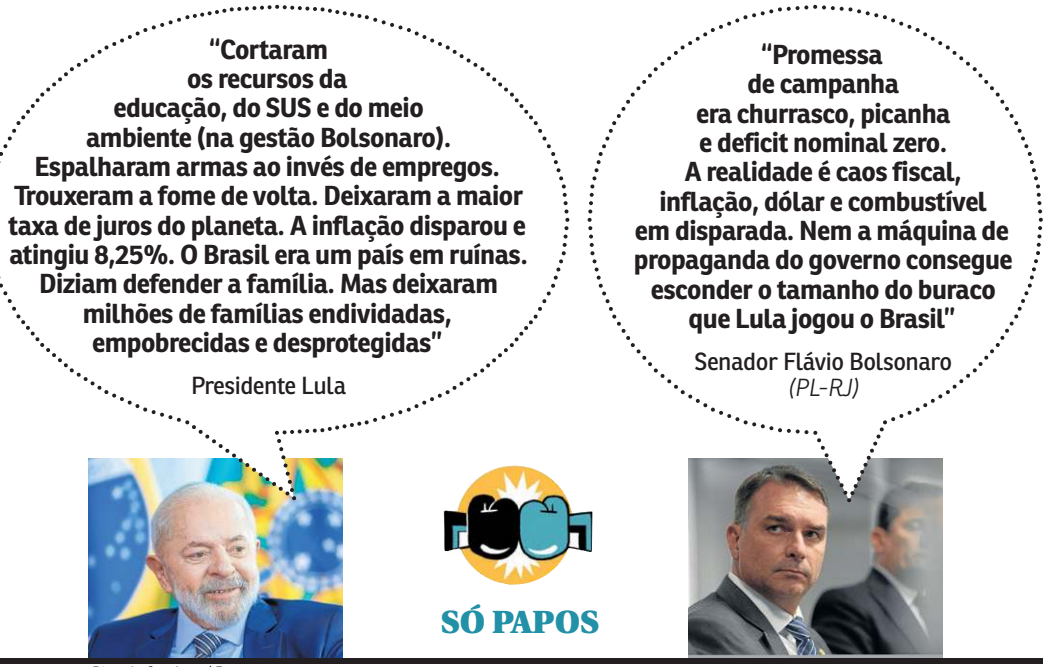 “Cortaram
os recursos da
educação, do SUS e do meio
ambiente (na gestão Bolsonaro).
Espalharam armas ao invés de empregos.
Trouxeram a fome de volta. Deixaram a maior
taxa de juros do planeta. A inflação disparou e
atingiu 8,25%. O Brasil era um país em ruínas.
Diziam defender a família. Mas deixaram
milhões de famílias endividadas,
empobrecidas e desprotegidas”
Presidente Lula
“Promessa
de campanha
era churrasco, picanha
e deficit nominal zero.
A realidade é caos fiscal,
inflação, dólar e combustível
em disparada. Nem a máquina de
propaganda do governo consegue
esconder o tamanho do buraco
que Lula jogou o Brasil”
Senador Flávio Bolsonaro
(PL-RJ)
SÓ PAPOS